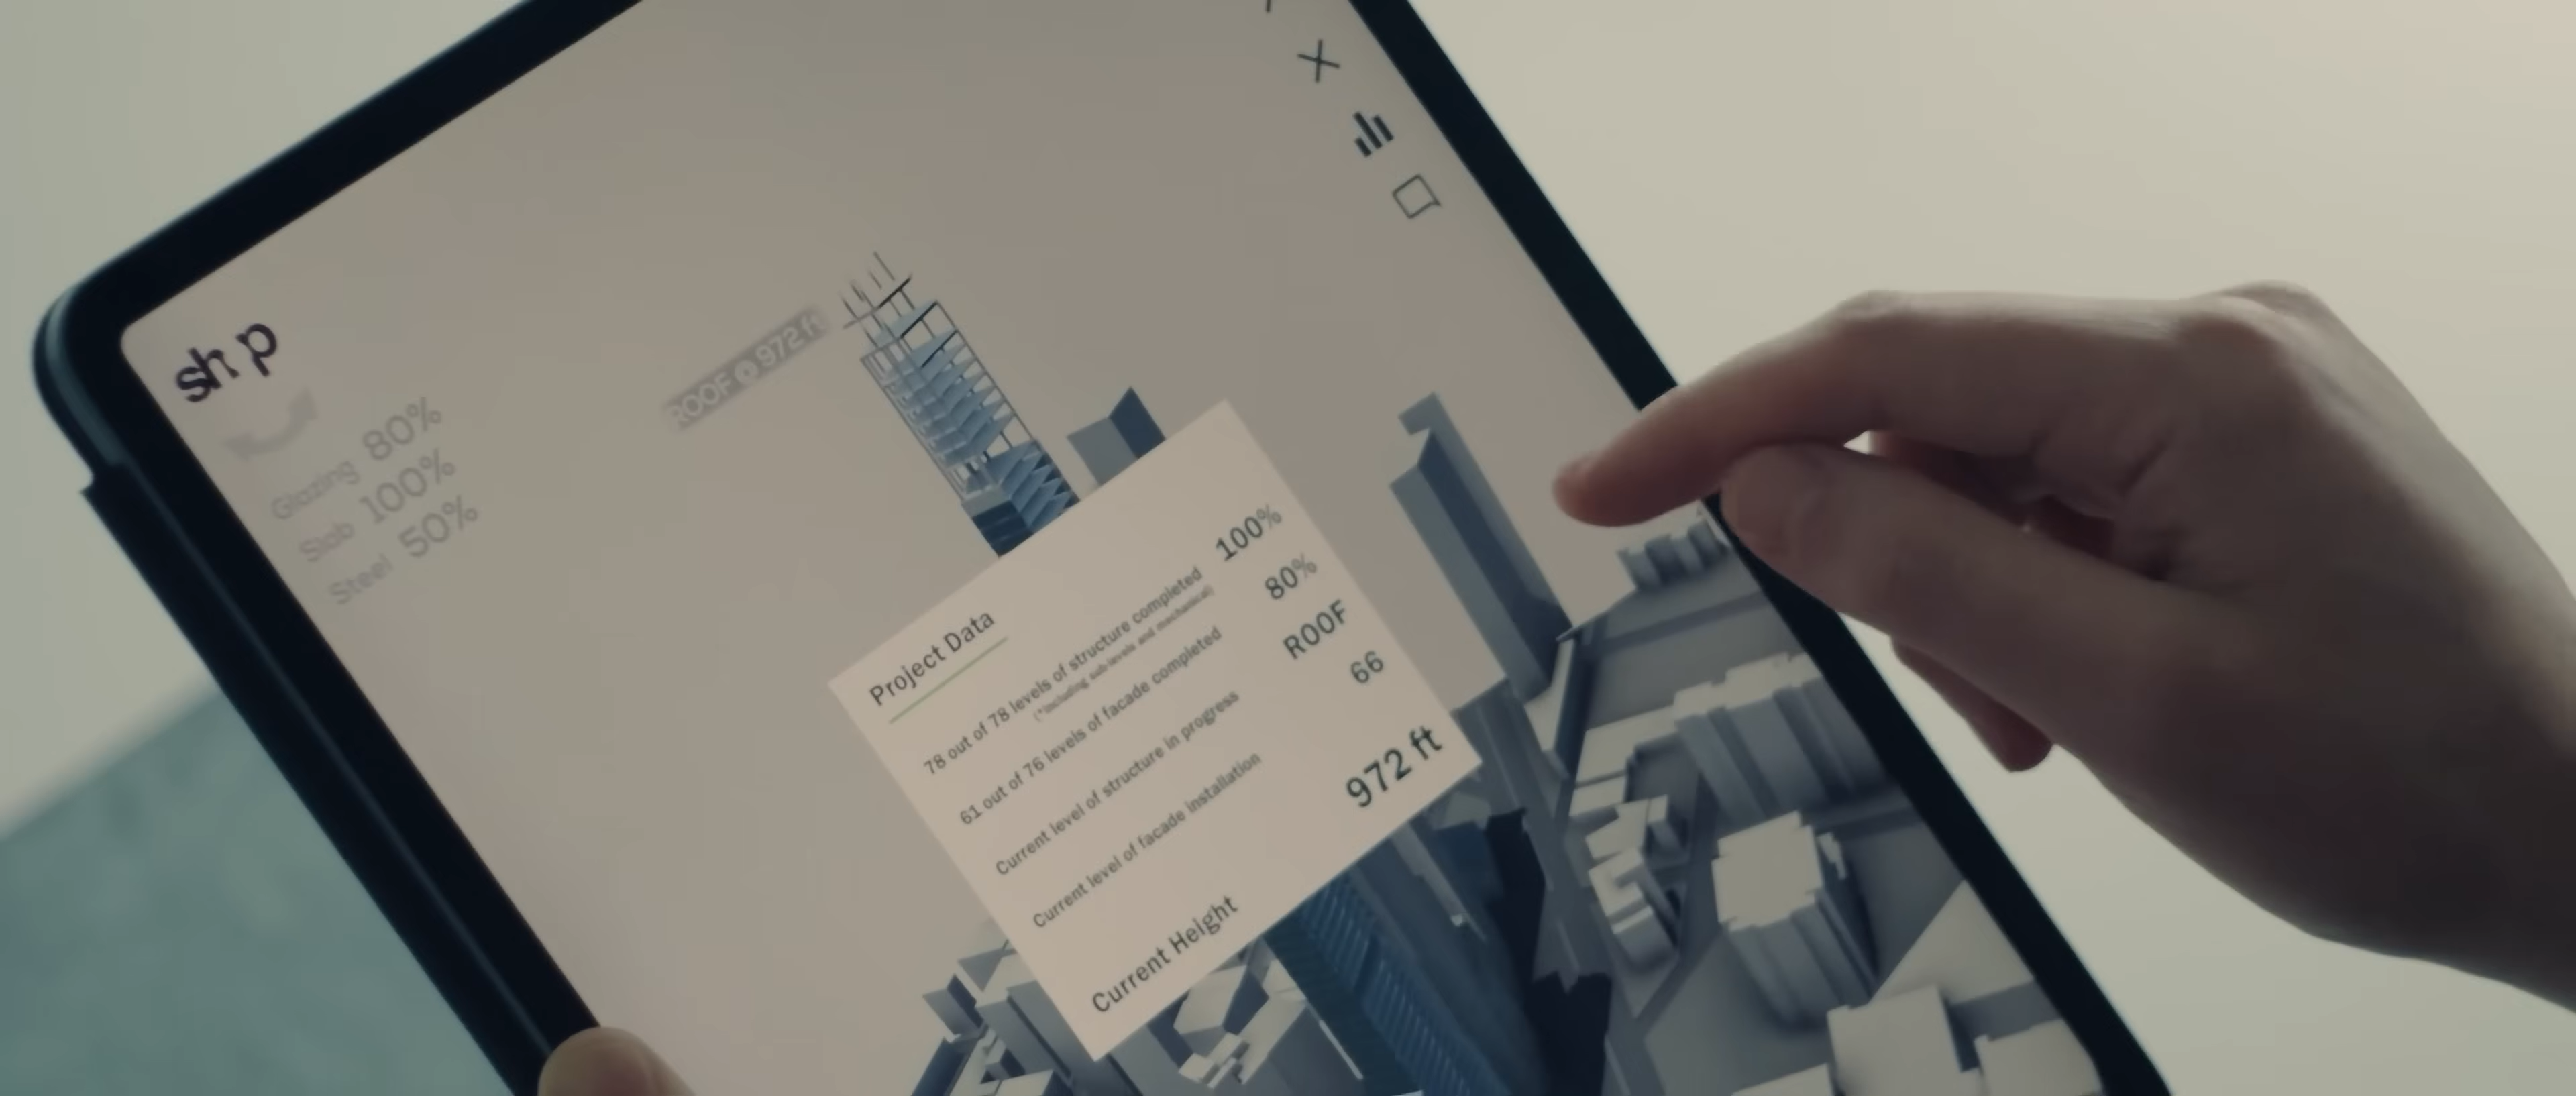 sh p
Glazing 80%
Slab 100%
Steel 50%
ROOF @ 972 ft
Project Data
78 out of 78 levels of structure completed 100%
(*including sub-levels and mechanical)
61 out of 76 levels of facade completed 80%
Current level of structure in progress ROOF
Current level of facade installation 66
Current Height 972 ft